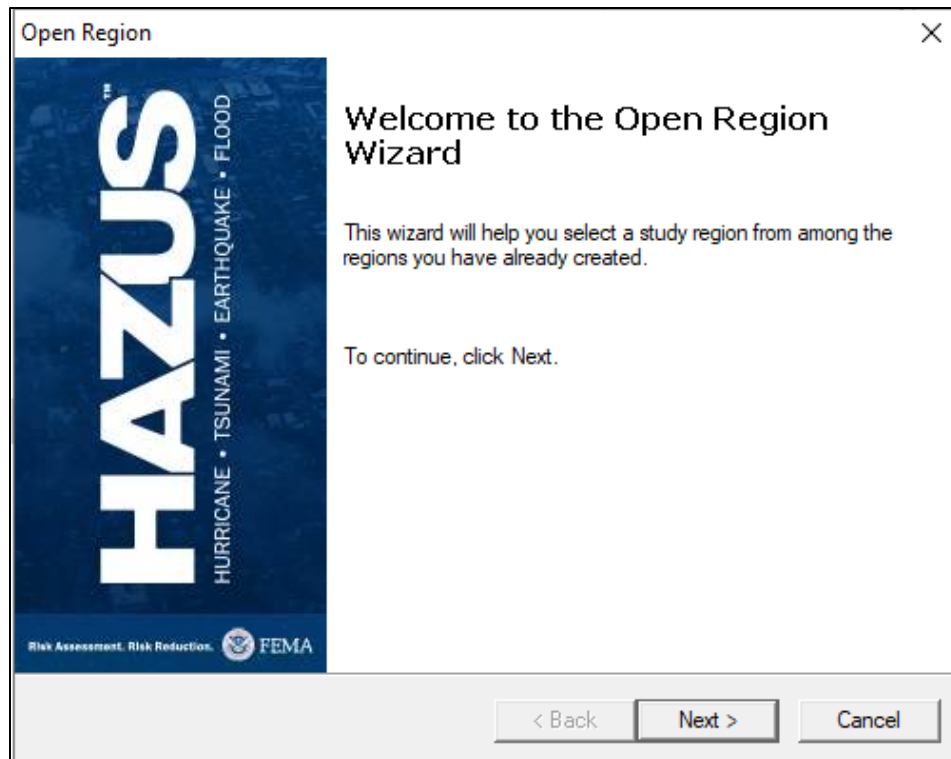 Open Region
HAZUS™
HURRICANE • TSUNAMI • EARTHQUAKE • FLOOD
Risk Assessment. Risk Reduction. FEMA
Welcome to the Open Region
Wizard
This wizard will help you select a study region from among the
regions you have already created.
To continue, click Next.
< Back
Next >
Cancel